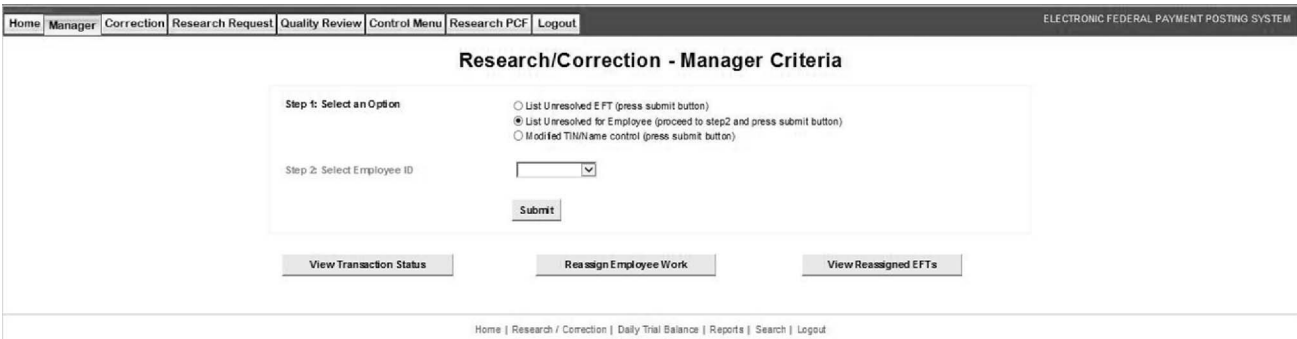 Home Manager Correction Research Request Quality Review Control Menu Research PCF Logout ELECTRONIC FEDERAL PAYMENT POSTING SYSTEM
Research/Correction - Manager Criteria
Step 1: Select an Option
List Unresolved EFT (press submit button)
List Unresolved for Employee (proceed to step2 and press submit button)
Modified TIN/Name control (press submit button)
Step 2: Select Employee ID
Submit
View Transaction Status Reassign Employee Work View Reassigned EFTs
Home | Research / Correction | Daily Trial Balance | Reports | Search | Logout